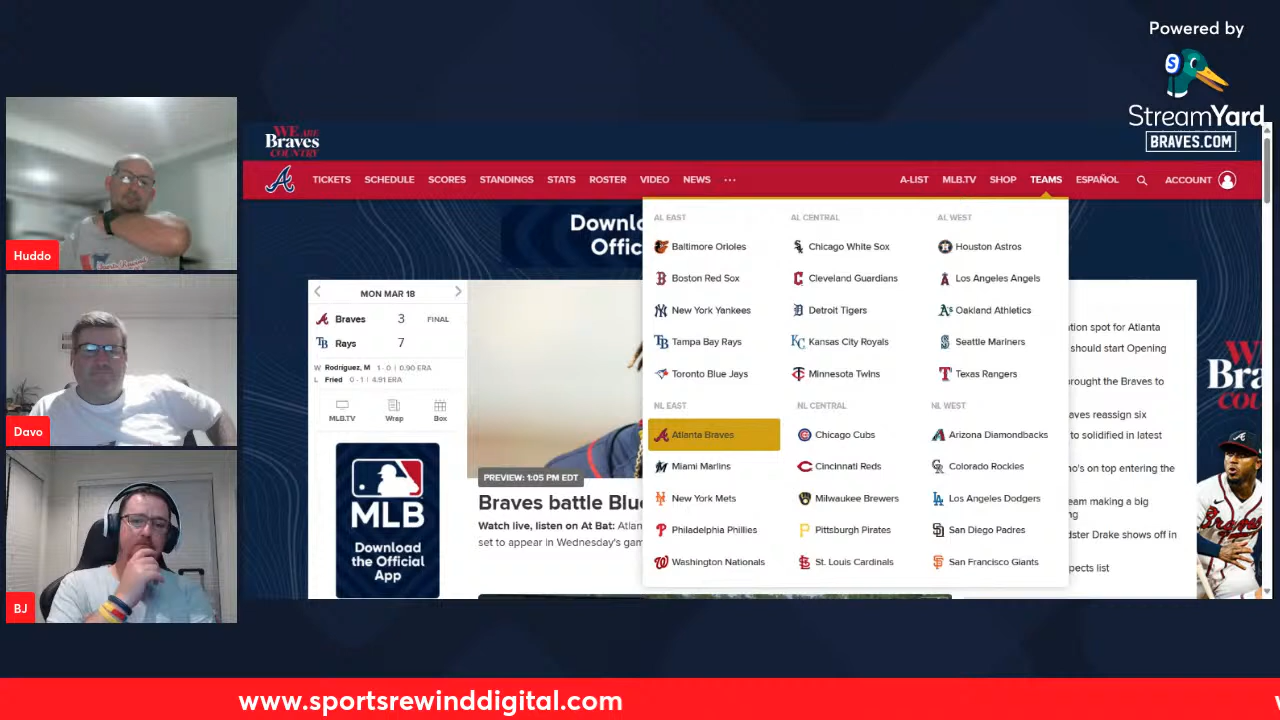 Powered by
StreamYard
BRAVES.COM
WE ARE
Braves
COUNTRY
TICKETS SCHEDULE SCORES STANDINGS STATS ROSTER VIDEO NEWS ...
A-LIST MLB.TV SHOP TEAMS ESPAÑOL ACCOUNT
Huddo
Davo
BJ
Offic
MON MAR 18
Braves 3 FINAL
Rays 7
W Rodriguez, M 1-0 | 0.90 ERA
L Fried 0-1 | 4.91 ERA
MLB.TV Wrap Box
MLB
Download
the Official
App
PREVIEW: 1:05 PM EDT
Braves battle Blu
Watch live, listen on At Bat: Atlan
set to appear in Wednesday's gam
AL EAST
Baltimore Orioles
Boston Red Sox
New York Yankees
Tampa Bay Rays
Toronto Blue Jays
AL CENTRAL
Chicago White Sox
Cleveland Guardians
Detroit Tigers
Kansas City Royals
Minnesota Twins
AL WEST
Houston Astros
Los Angeles Angels
Oakland Athletics
Seattle Mariners
Texas Rangers
NL EAST
Atlanta Braves
Miami Marlins
New York Mets
Philadelphia Phillies
Washington Nationals
NL CENTRAL
Chicago Cubs
Cincinnati Reds
Milwaukee Brewers
Pittsburgh Pirates
St. Louis Cardinals
NL WEST
Arizona Diamondbacks
Colorado Rockies
Los Angeles Dodgers
San Diego Padres
San Francisco Giants
tion spot for Atlanta
should start Opening
rought the Braves to
aves reassign six
to solidified in latest
ho's on top entering the
eam making a big
ng
dster Drake shows off in
pects list
www.sportsrewinddigital.com